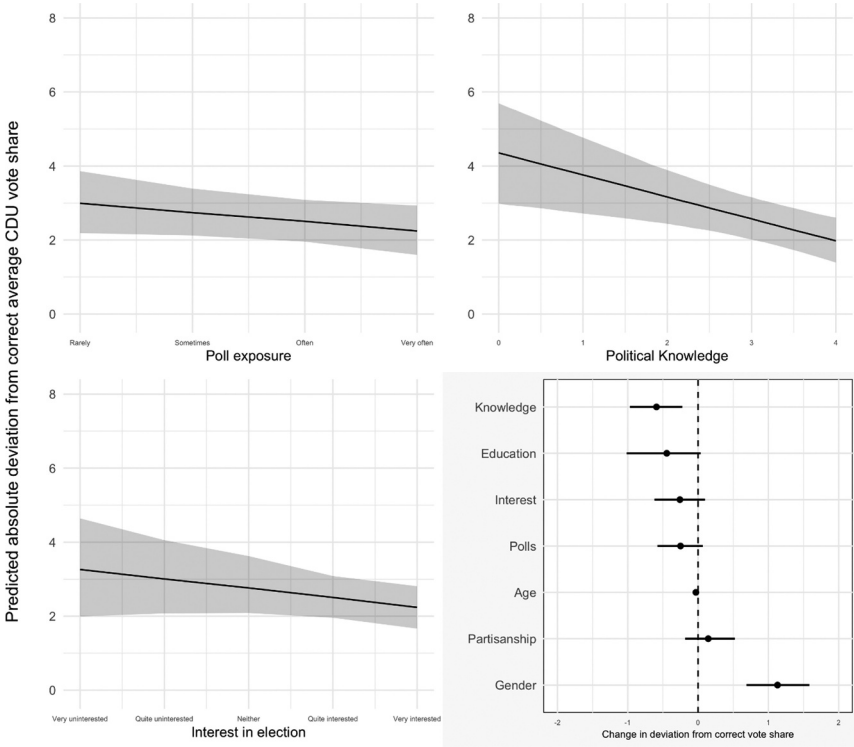 Predicted absolute deviation from correct average CDU vote share
8
6
4
2
0
Rarely Sometimes Often Very often
Poll exposure
8
6
4
2
0
0 1 2 3 4
Political Knowledge
8
6
4
2
0
Very uninterested Quite uninterested Neither Quite interested Very interested
Interest in election
Knowledge
Education
Interest
Polls
Age
Partisanship
Gender
-2 -1 0 1 2
Change in deviation from correct vote share